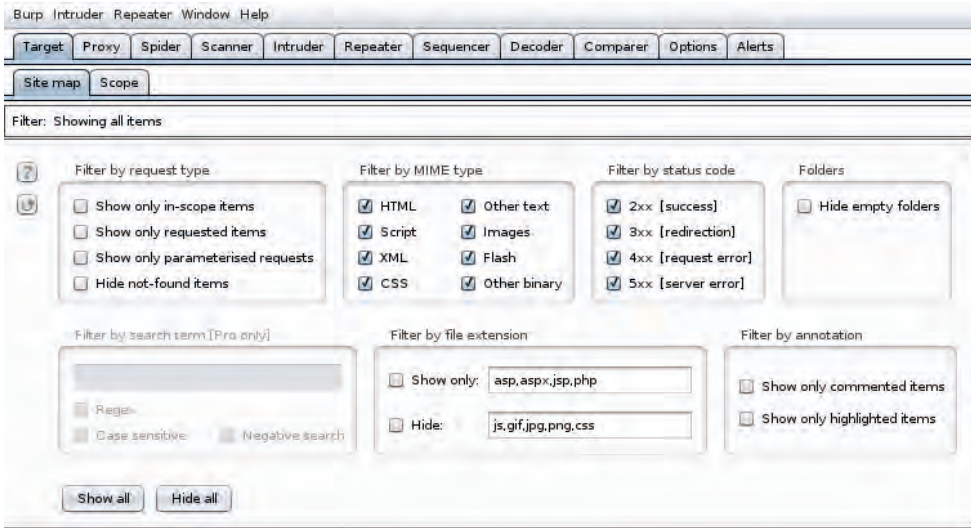 Burp Intruder Repeater Window Help
Target Proxy Spider Scanner Intruder Repeater Sequencer Decoder Comparer Options Alerts
Site map Scope
Filter: Showing all items
? Filter by request type Filter by MIME type Filter by status code Folders
Show only in-scope items HTML Other text 2xx [success] Hide empty folders
Show only requested items Script Images 3xx [redirection]
Show only parameterised requests XML Flash 4xx [request error]
Hide not-found items CSS Other binary 5xx [server error]
Filter by search term [Pro only] Filter by file extension Filter by annotation
Show only: asp,aspx,jsp,php Show only commented items
Regex
Hide: js,gif,jpg,png,css Show only highlighted items
Case sensitive Negative search
Show all Hide all